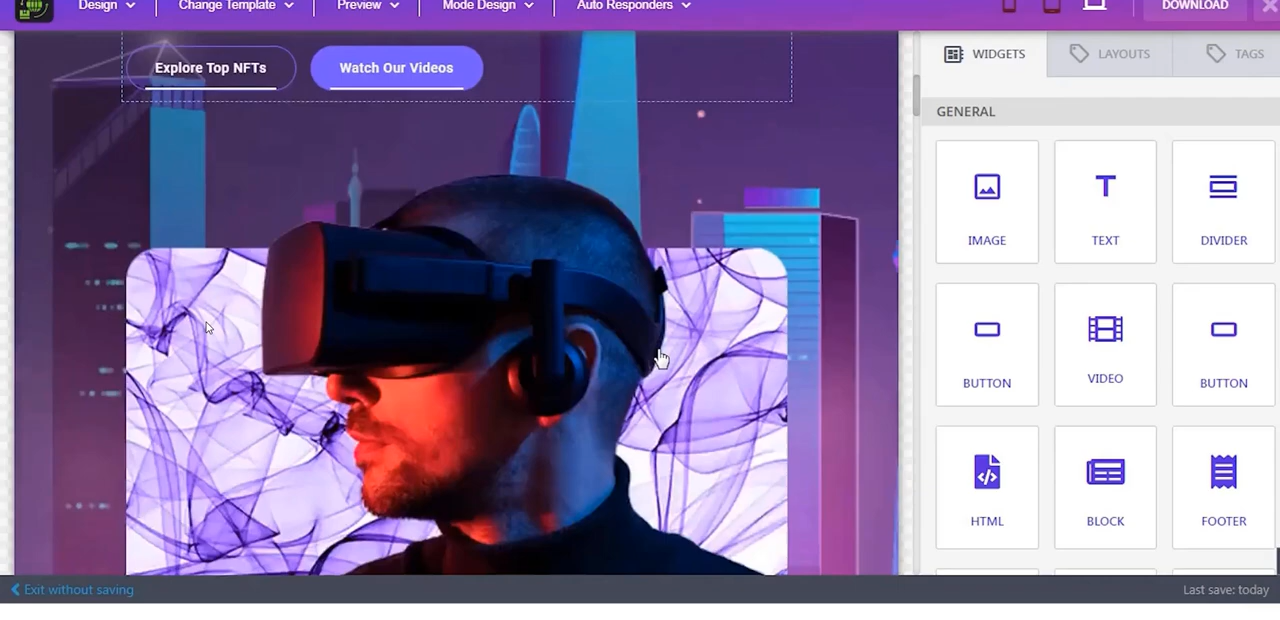 Design
Change Template
Preview
Mode Design
Auto Responders
DOWNLOAD
Explore Top NFTs
Watch Our Videos
WIDGETS
LAYOUTS
TAGS
GENERAL
IMAGE
TEXT
DIVIDER
BUTTON
VIDEO
BUTTON
HTML
BLOCK
FOOTER
Exit without saving
Last save: today